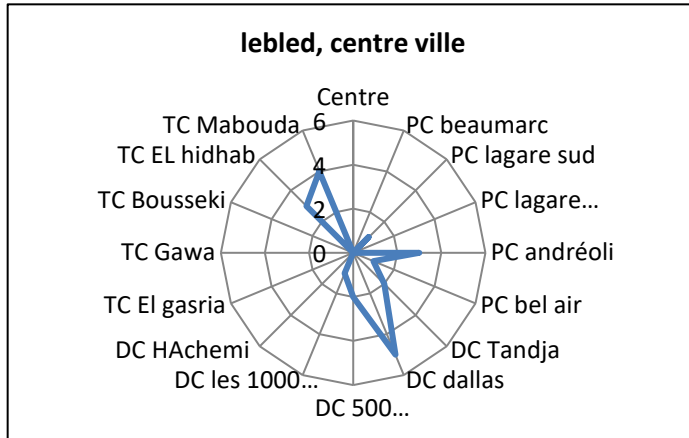 lebled, centre ville
Centre
PC beaumarc
PC lagare sud
PC lagare...
PC andréoli
PC bel air
DC Tandja
DC dallas
DC 500...
DC les 1000...
DC HAchemi
TC El gasria
TC Gawa
TC Bousseki
TC EL hidhab
TC Mabouda
6
4
2
0